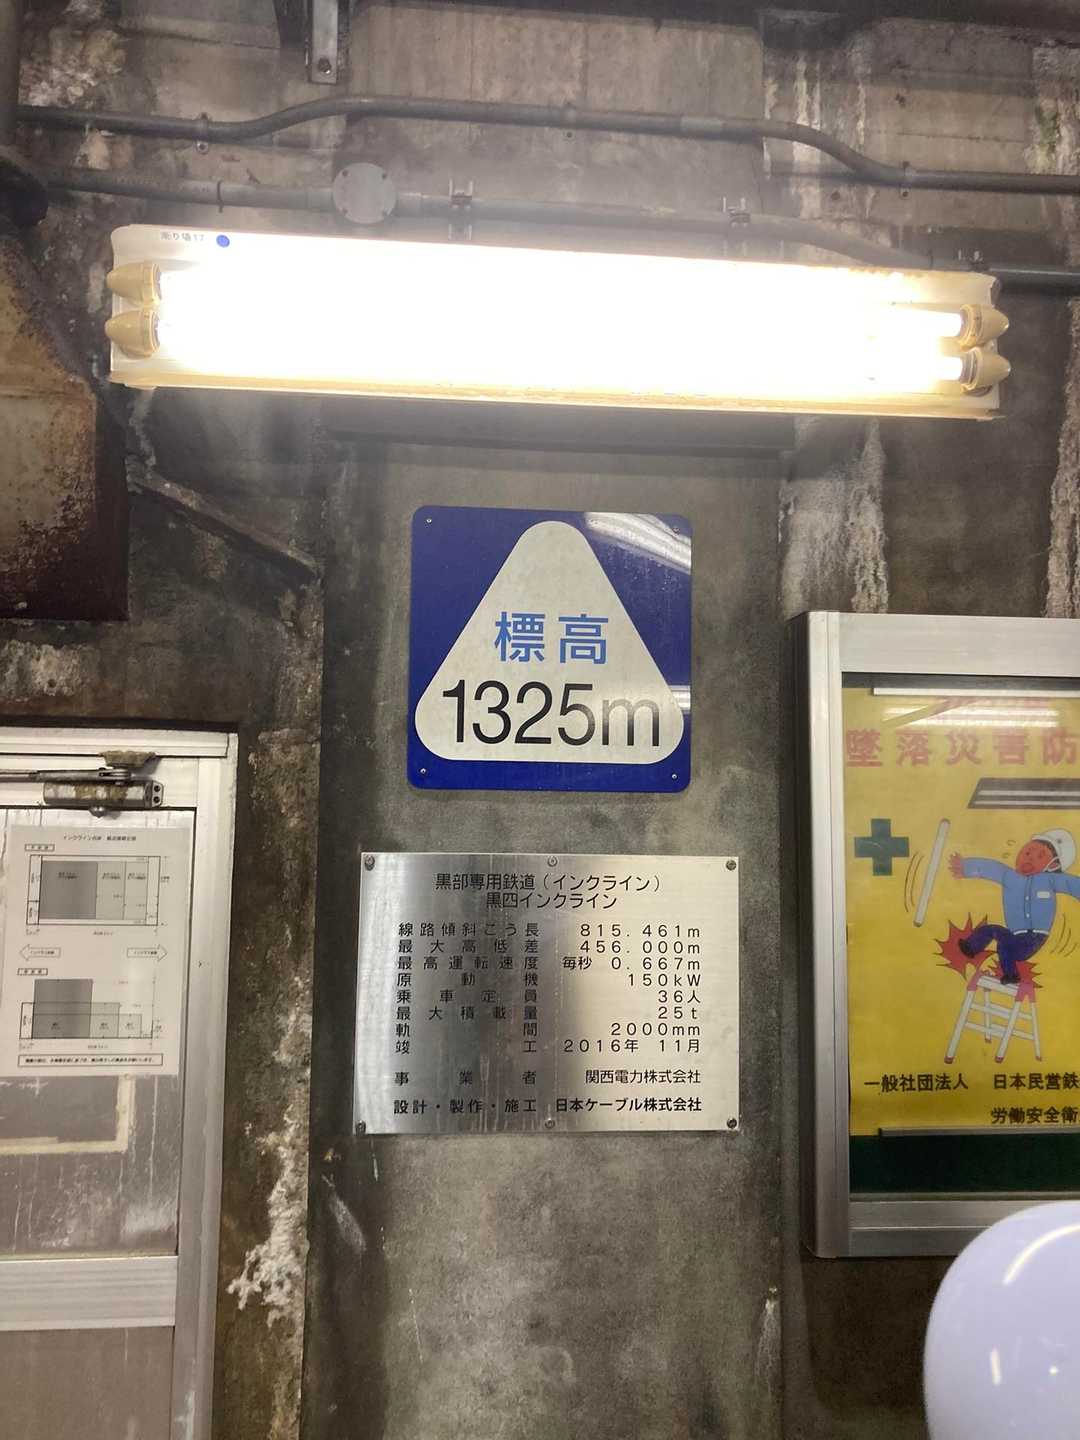 乗り場17
標高
1325m
黒部専用鉄道(インクライン)
黒四インクライン
線路傾斜こう長 815.461m
最大高低差 456.000m
最高運転速度 毎秒 0.667m
原動機 150kW
乗車定員 36人
最大積載量 25t
軌間 2000mm
竣工 2016年 11月
事業者 関西電力株式会社
設計・製作・施工 日本ケーブル株式会社
墜落災害防
一般社団法人 日本民営鉄
労働安全衛